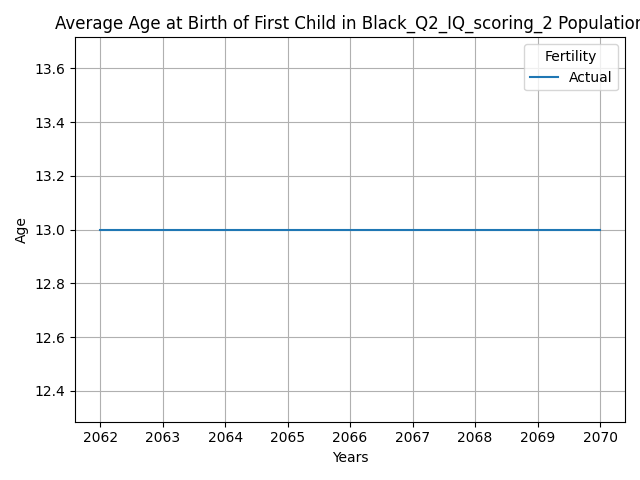 Average Age at Birth of First Child in Black_Q2_IQ_scoring_2 Population
13.6
13.4
13.2
13.0
12.8
12.6
12.4
Age
Fertility
Actual
2062 2063 2064 2065 2066 2067 2068 2069 2070
Years